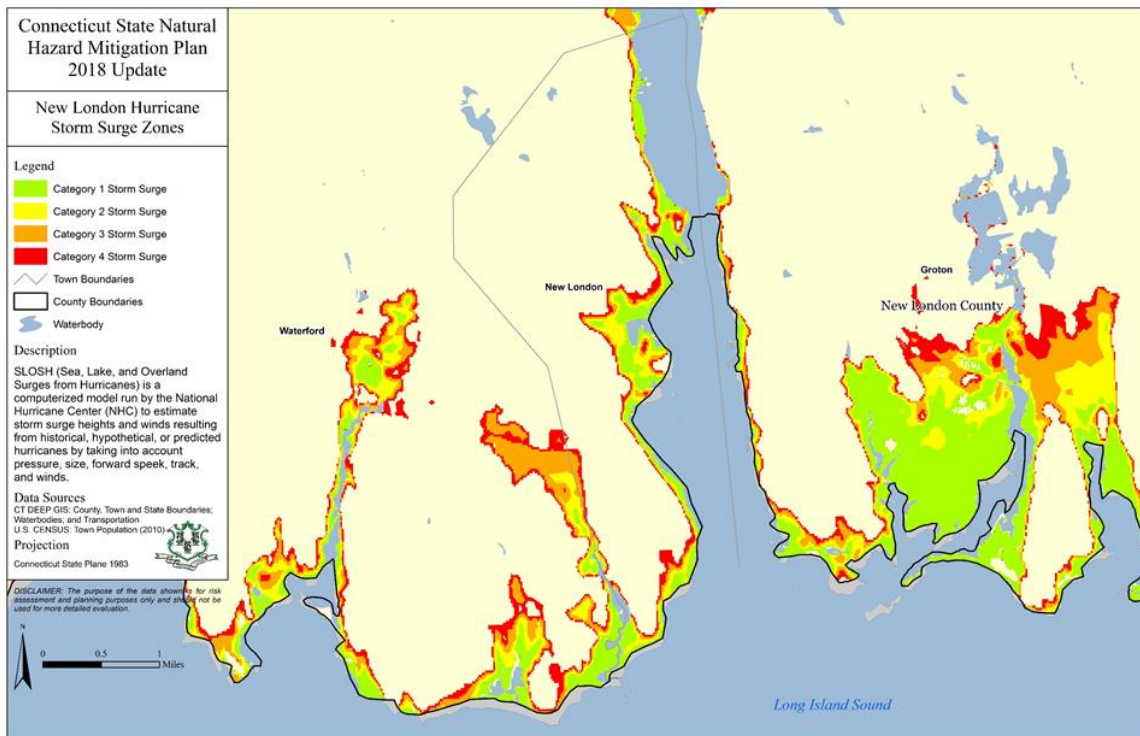 Connecticut State Natural
Hazard Mitigation Plan
2018 Update
New London Hurricane
Storm Surge Zones
Legend
Category 1 Storm Surge
Category 2 Storm Surge
Category 3 Storm Surge
Category 4 Storm Surge
Town Boundaries
County Boundaries
Waterbody
Description
SLOSH (Sea, Lake, and Overland
Surges from Hurricanes) is a
computerized model run by the National
Hurricane Center (NHC) to estimate
storm surge heights and winds resulting
from historical, hypothetical, or predicted
hurricanes by taking into account
pressure, size, forward speek, track,
and winds.
Data Sources
CT DEEP GIS: County, Town and State Boundaries;
Waterbodies; and Transportation
U.S. CENSUS: Town Population (2010)
Projection
Connecticut State Plane 1983
DISCLAIMER: The purpose of the data shown is for risk
assessment and planning purposes only and should not be
used for more detailed evaluation.
N
0 0.5 1
Miles
Waterford
New London
Groton
New London County
Long Island Sound